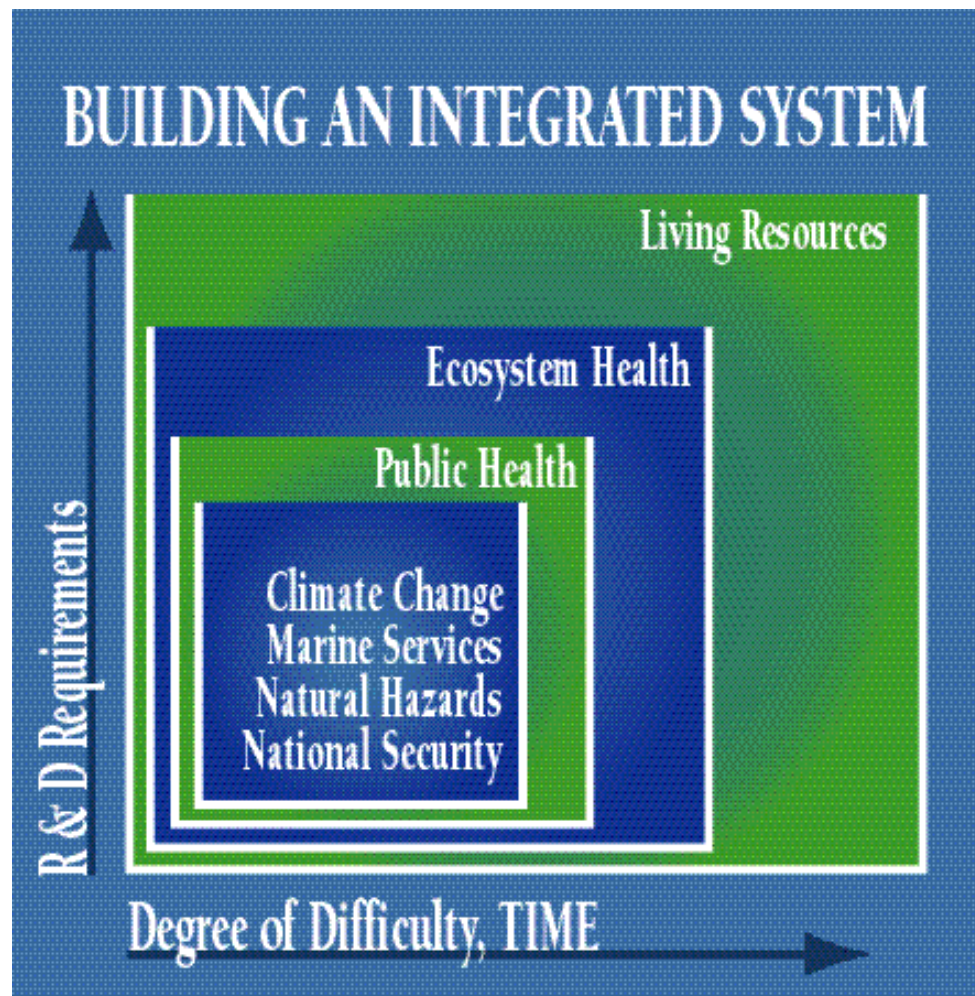 BUILDING AN INTEGRATED SYSTEM
Living Resources
Ecosystem Health
Public Health
Climate Change
Marine Services
Natural Hazards
National Security
R & D Requirements
Degree of Difficulty, TIME